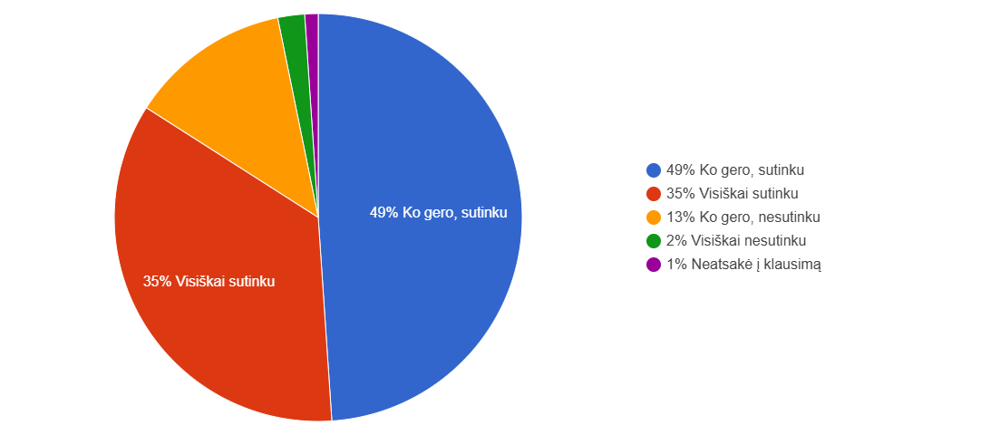 49% Ko gero, sutinku
35% Visiškai sutinku
49% Ko gero, sutinku
35% Visiškai sutinku
13% Ko gero, nesutinku
2% Visiškai nesutinku
1% Neatsakė į klausimą